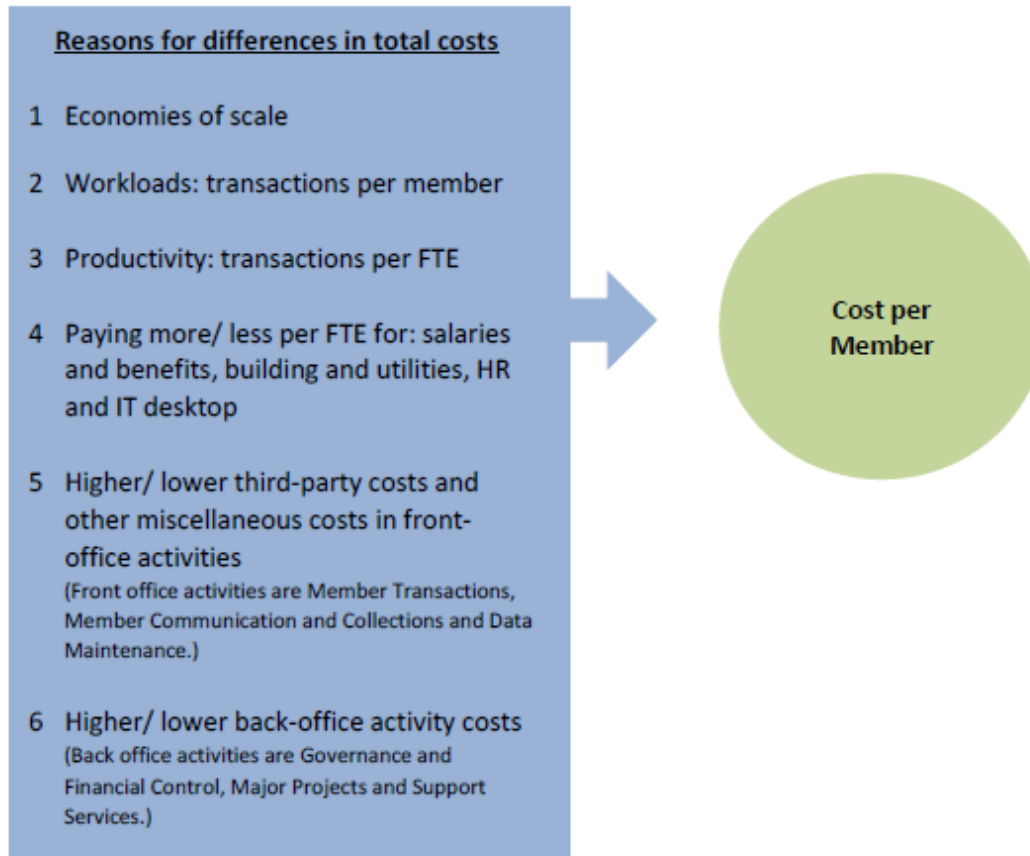 Reasons for differences in total costs
1 Economies of scale
2 Workloads: transactions per member
3 Productivity: transactions per FTE
4 Paying more/ less per FTE for: salaries
and benefits, building and utilities, HR
and IT desktop
5 Higher/ lower third-party costs and
other miscellaneous costs in front-
office activities
(Front office activities are Member Transactions,
Member Communication and Collections and Data
Maintenance.)
6 Higher/ lower back-office activity costs
(Back office activities are Governance and
Financial Control, Major Projects and Support
Services.)
Cost per
Member